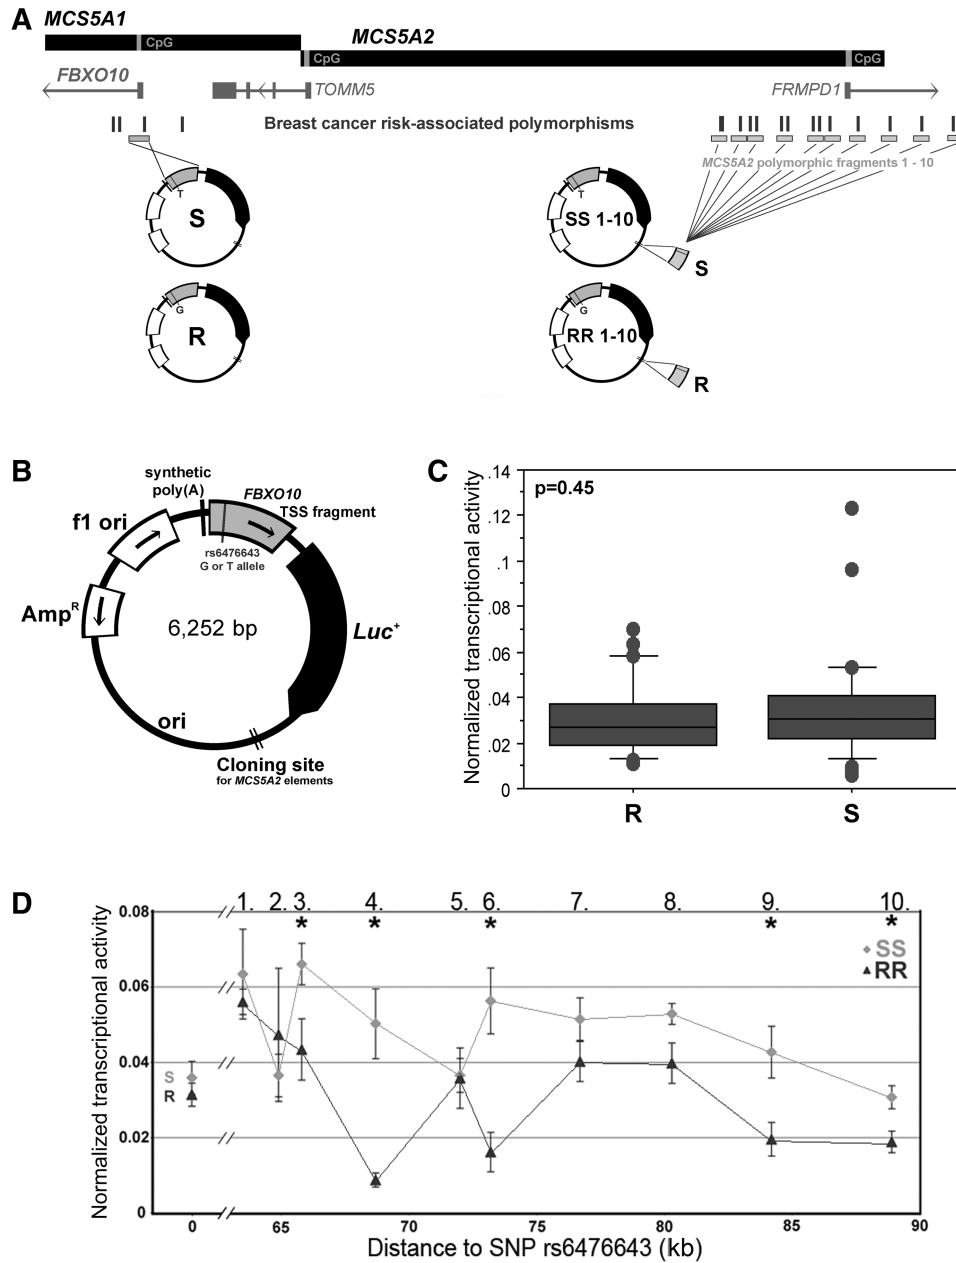 A
MCS5A1
CpG
MCS5A2
CpG
CpG
FBXO10
TOMM5
FRMPD1
Breast cancer risk-associated polymorphisms
MCS5A2 polymorphic fragments 1 - 10
T
S
T
SS 1-10
S
G
R
G
RR 1-10
R
B
synthetic
poly(A)
FBXO10
TSS fragment
f1 ori
rs6476643
G or T allele
Amp^R
6,252 bp
Luc+
ori
Cloning site
for MCS5A2 elements
C
Normalized transcriptional activity
p=0.45
.14
.12
.1
.08
.06
.04
.02
0
R
S
D
Normalized transcriptional activity
1. 2. 3. 4. 5. 6. 7. 8. 9. 10.
* * * * *
0.08
0.06
0.04
0.02
0
SS
RR
S
R
0 65 70 75 80 85 90
Distance to SNP rs6476643 (kb)